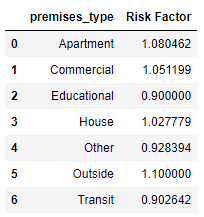 premises_type Risk Factor
0 Apartment 1.080462
1 Commercial 1.051199
2 Educational 0.900000
3 House 1.027779
4 Other 0.928394
5 Outside 1.100000
6 Transit 0.902642